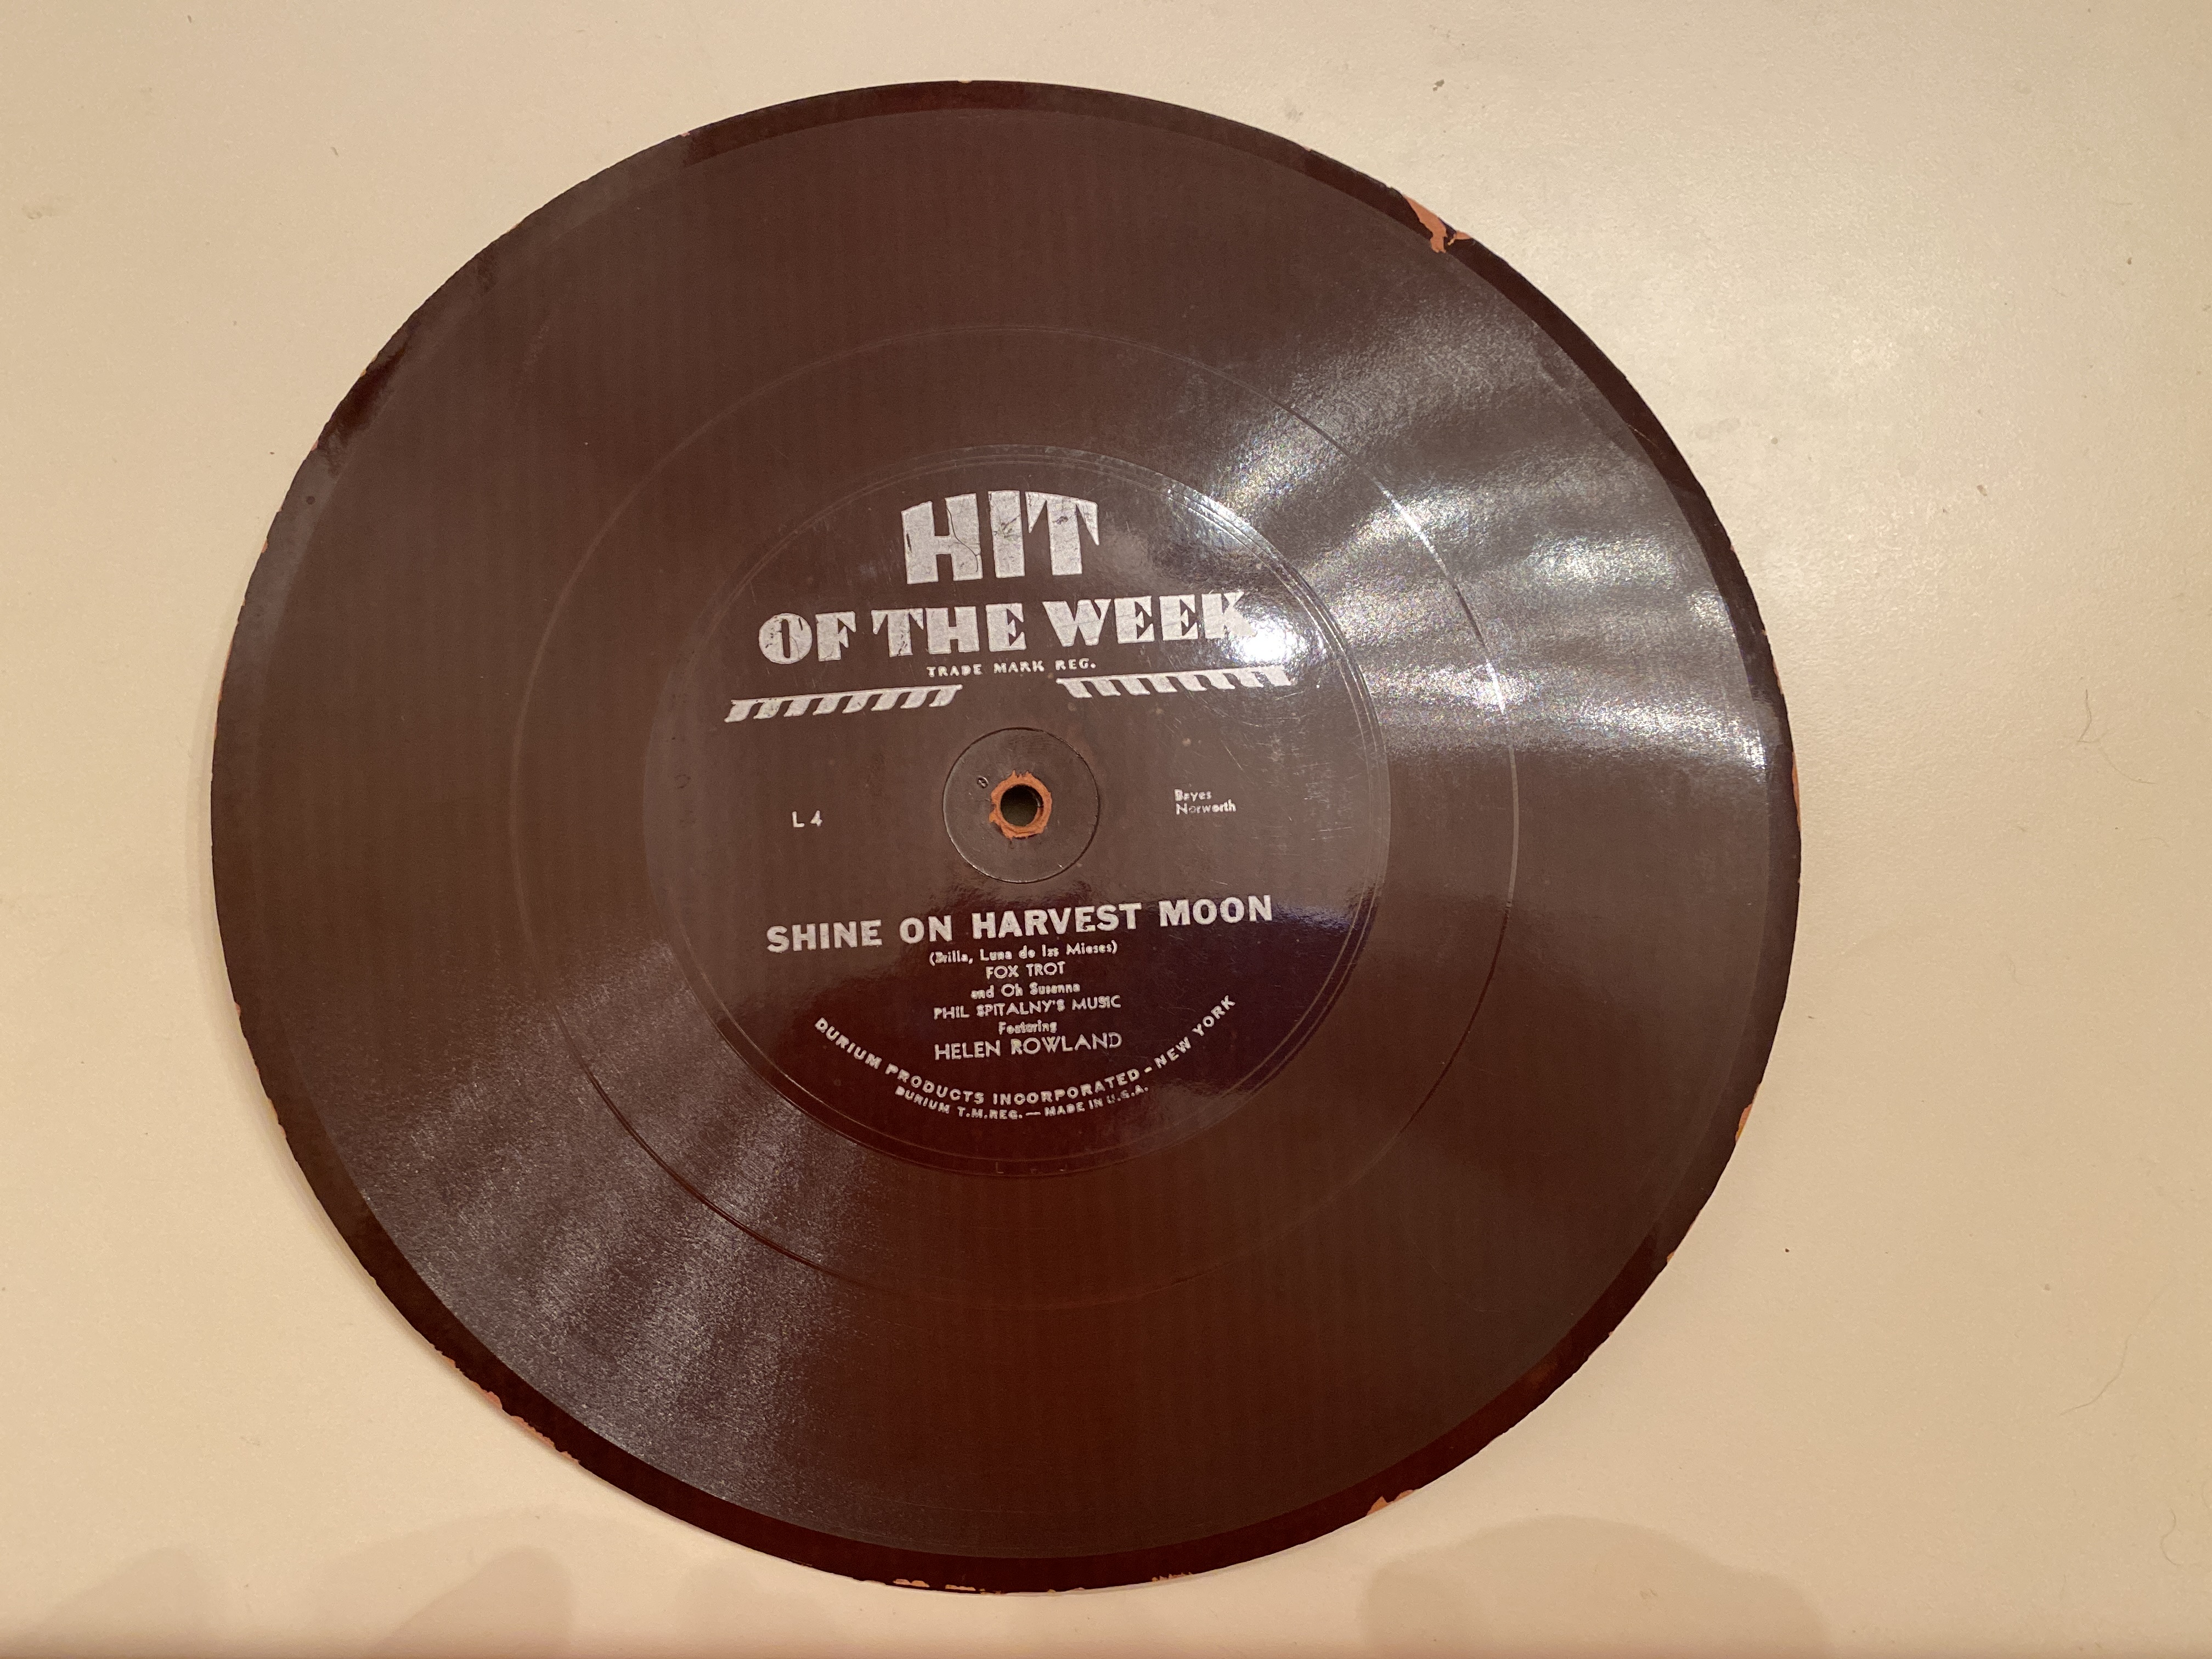 HIT
OF THE WEEK
TRADE MARK REG.
L 4
Bayes
Norworth
SHINE ON HARVEST MOON
(Brilla, Luna de las Mieses)
FOX TROT
and Oh Susanna
PHIL SPITALNY'S MUSIC
Featuring
HELEN ROWLAND
DURIUM PRODUCTS INCORPORATED - NEW YORK
DURIUM T.M.REG. — MADE IN U.S.A.